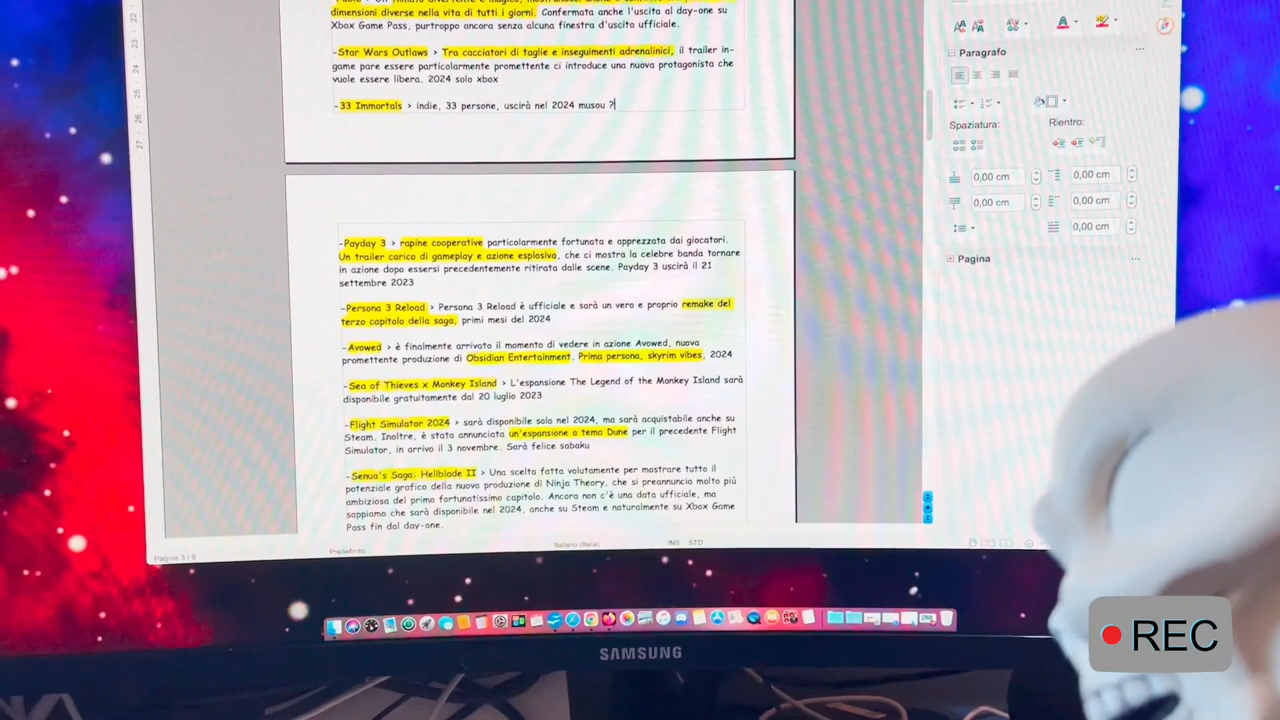 dimensioni diverse nella vita di tutti i giorni. Confermata anche l'uscita al day-one su
Xbox Game Pass, purtroppo ancora senza alcuna finestra d'uscita ufficiale.
-Star Wars Outlaws > Tra cacciatori di taglie e inseguimenti adrenalinici, il trailer in-
game pare essere particolarmente promettente ci introduce una nuova protagonista che
vuole essere libera. 2024 solo xbox
-33 Immortals > indie, 33 persone, uscirà nel 2024 musou ?
-Payday 3 > rapine cooperative particolarmente fortunata e apprezzata dai giocatori.
Un trailer carico di gameplay e azione esplosiva, che ci mostra la celebre banda tornare
in azione dopo essersi precedentemente ritirata dalle scene. Payday 3 uscirà il 21
settembre 2023
-Persona 3 Reload > Persona 3 Reload è ufficiale e sarà un vero e proprio remake del
terzo capitolo della saga, primi mesi del 2024
-Avowed > è finalmente arrivato il momento di vedere in azione Avowed, nuova
promettente produzione di Obsidian Entertainment. Prima persona, skyrim vibes, 2024
-Sea of Thieves x Monkey Island > L'espansione The Legend of the Monkey Island sarà
disponibile gratuitamente dal 20 luglio 2023
-Flight Simulator 2024 > sarà disponibile solo nel 2024, ma sarà acquistabile anche su
Steam. Inoltre, è stata annunciata un'espansione a tema Dune per il precedente Flight
Simulator, in arrivo il 3 novembre. Sarà felice sabaku
-Senua's Saga: Hellblade II > Una scelta fatta volutamente per mostrare tutto il
potenziale grafico della nuova produzione di Ninja Theory, che si preannuncia molto più
ambiziosa del primo fortunatissimo capitolo. Ancora non c'è una data ufficiale, ma
sappiamo che sarà disponibile nel 2024, anche su Steam e naturalmente su Xbox Game
Pass fin dal day-one.
22
23
24
25
26
27
Paragrafo
Spaziatura:
Rientro:
0,00 cm
0,00 cm
0,00 cm
0,00 cm
0,00 cm
Pagina
Pagina 3 / 9
Predefinito
Italiano (Italia)
INS
STD
SAMSUNG
REC